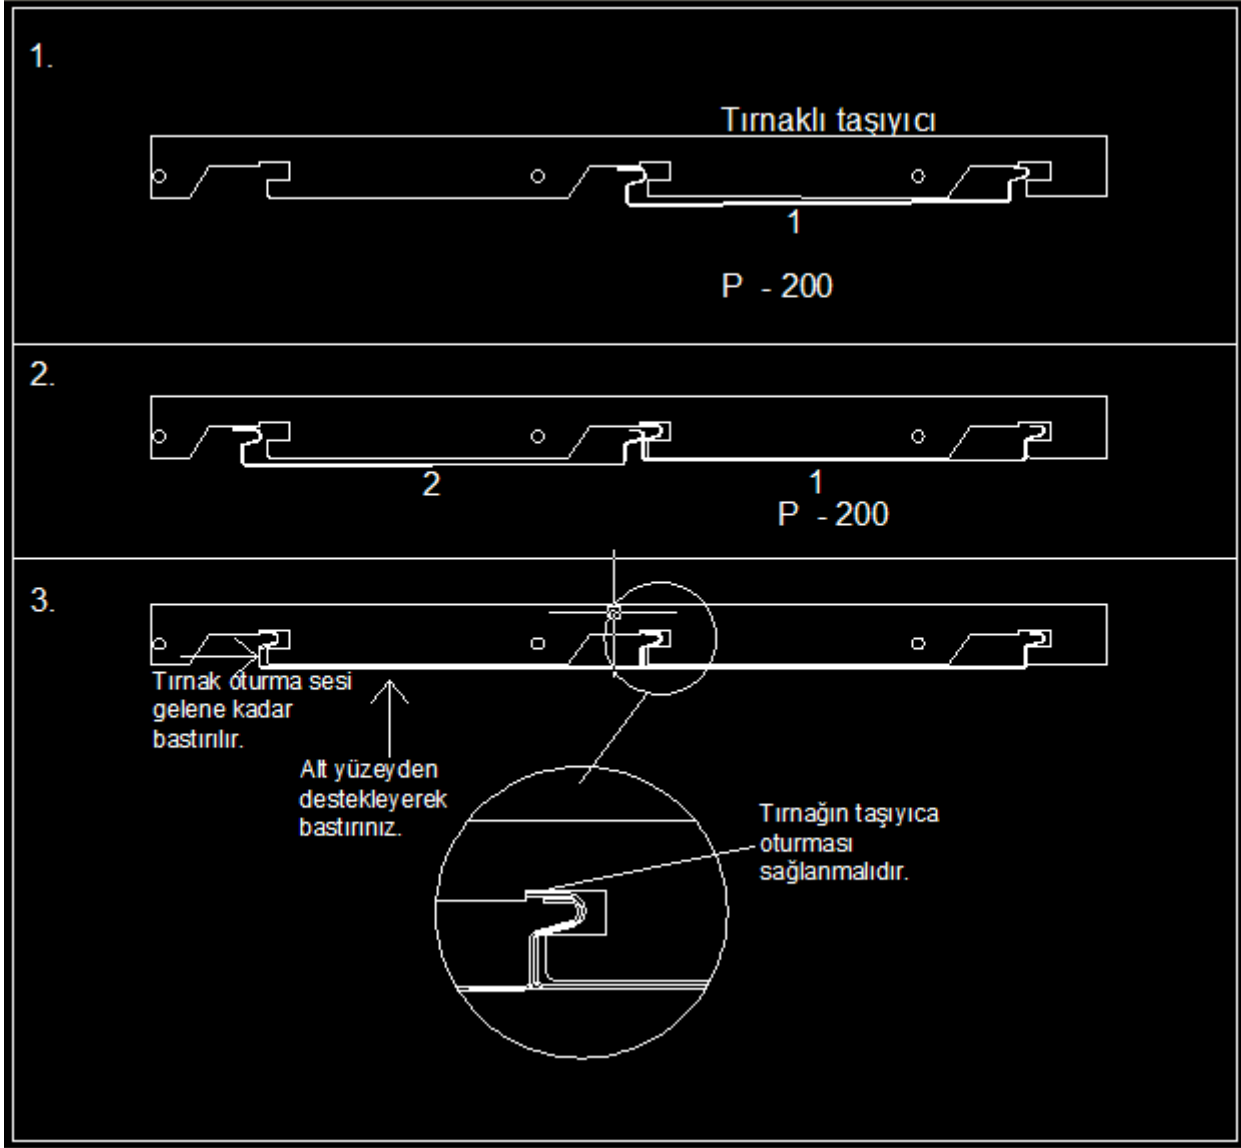 1.
Tırnaklı taşıyıcı
1
P - 200
2.
2
1
P - 200
3.
Tırnak oturma sesi
gelene kadar
bastırılır.
Alt yüzeyden
destekleyerek
bastırınız.
Tırnağın taşıyıca
oturması
sağlanmalıdır.